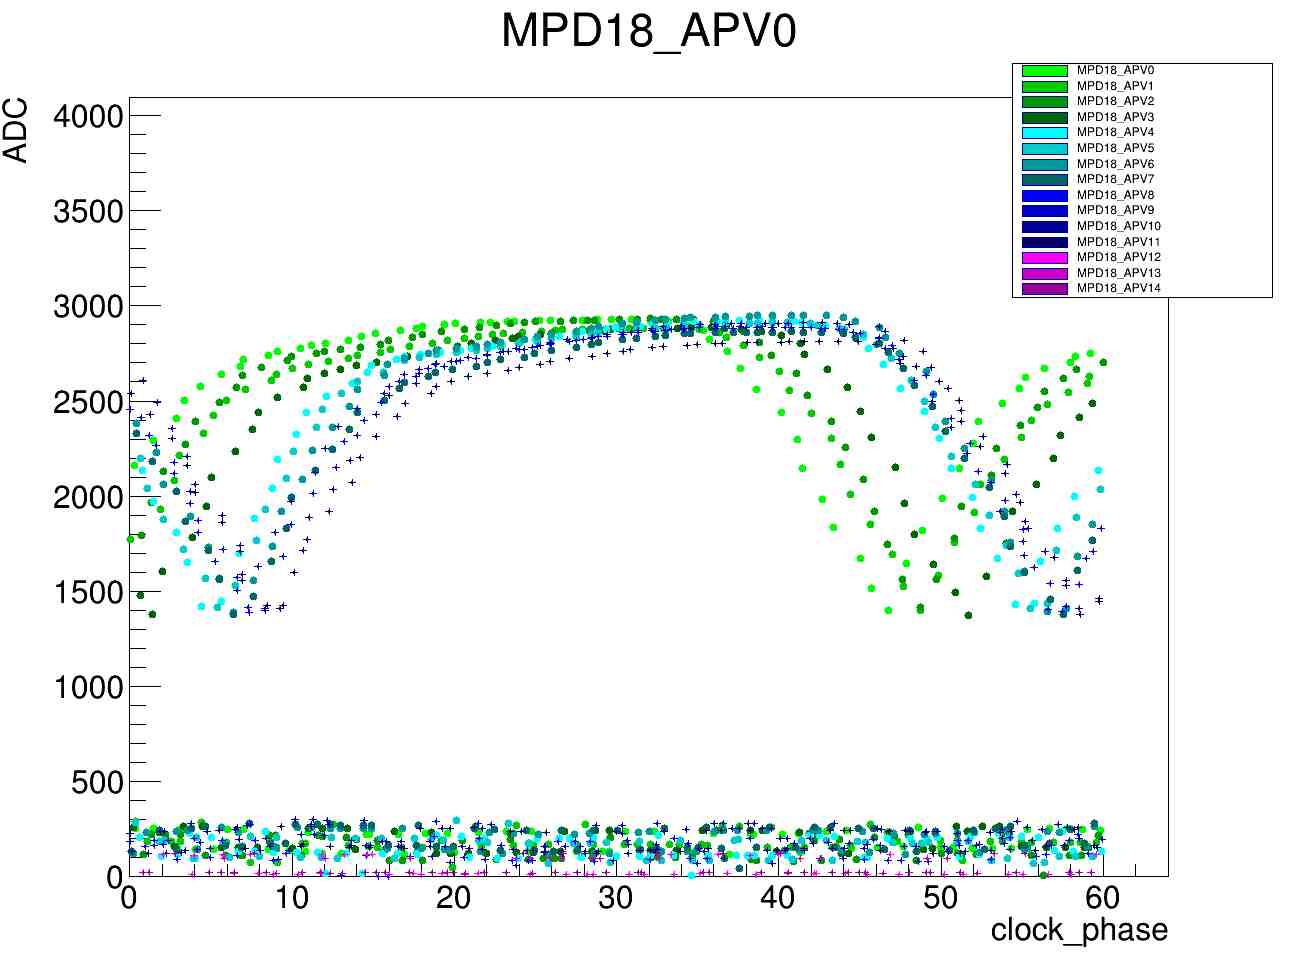 MPD18_APV0
MPD18_APV0
MPD18_APV1
MPD18_APV2
MPD18_APV3
MPD18_APV4
MPD18_APV5
MPD18_APV6
MPD18_APV7
MPD18_APV8
MPD18_APV9
MPD18_APV10
MPD18_APV11
MPD18_APV12
MPD18_APV13
MPD18_APV14
ADC
4000
3500
3000
2500
2000
1500
1000
500
0
0 10 20 30 40 50 60
clock_phase